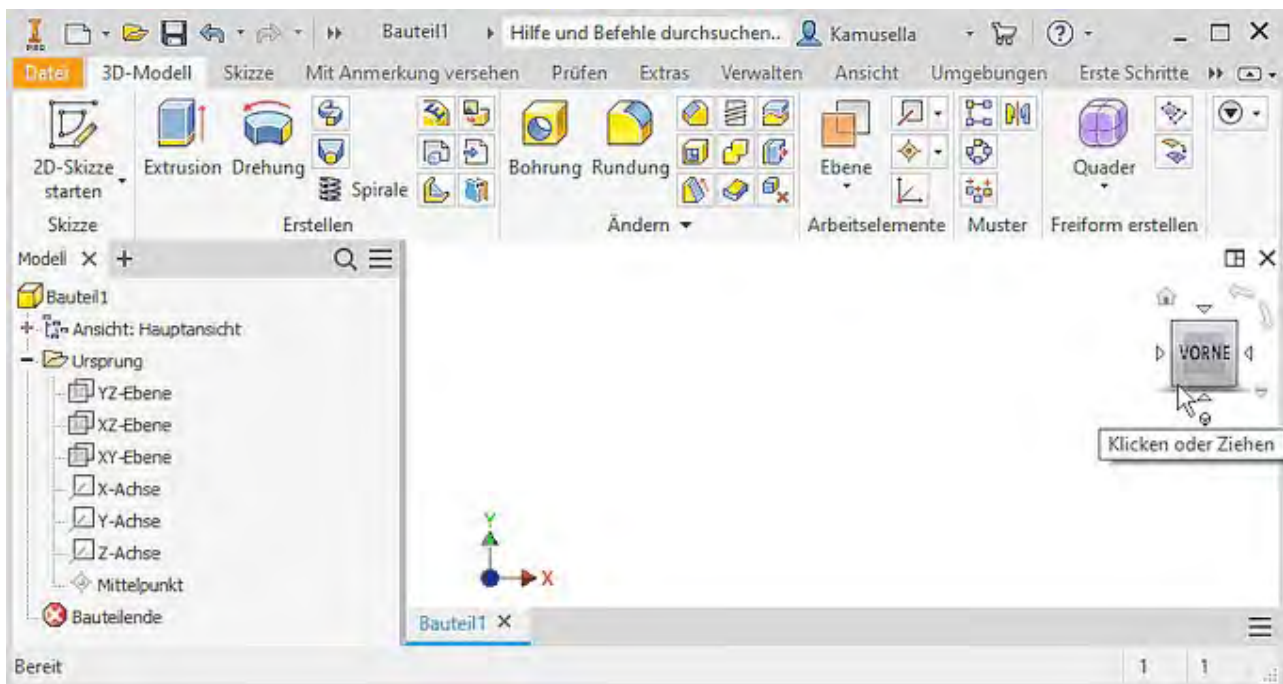 PRO Bauteil1 Hilfe und Befehle durchsuchen.. Kamusella
Datei 3D-Modell Skizze Mit Anmerkung versehen Prüfen Extras Verwalten Ansicht Umgebungen Erste Schritte
2D-Skizze starten
Extrusion Drehung
Spirale
Bohrung Rundung
Ebene
Quader
Skizze Erstellen Ändern Arbeitselemente Muster Freiform erstellen
Modell
Bauteil1
Ansicht: Hauptansicht
Ursprung
YZ-Ebene
XZ-Ebene
XY-Ebene
X-Achse
Y-Achse
Z-Achse
Mittelpunkt
Bauteilende
VORNE
Klicken oder Ziehen
Y
X
Bauteil1
Bereit 1 1